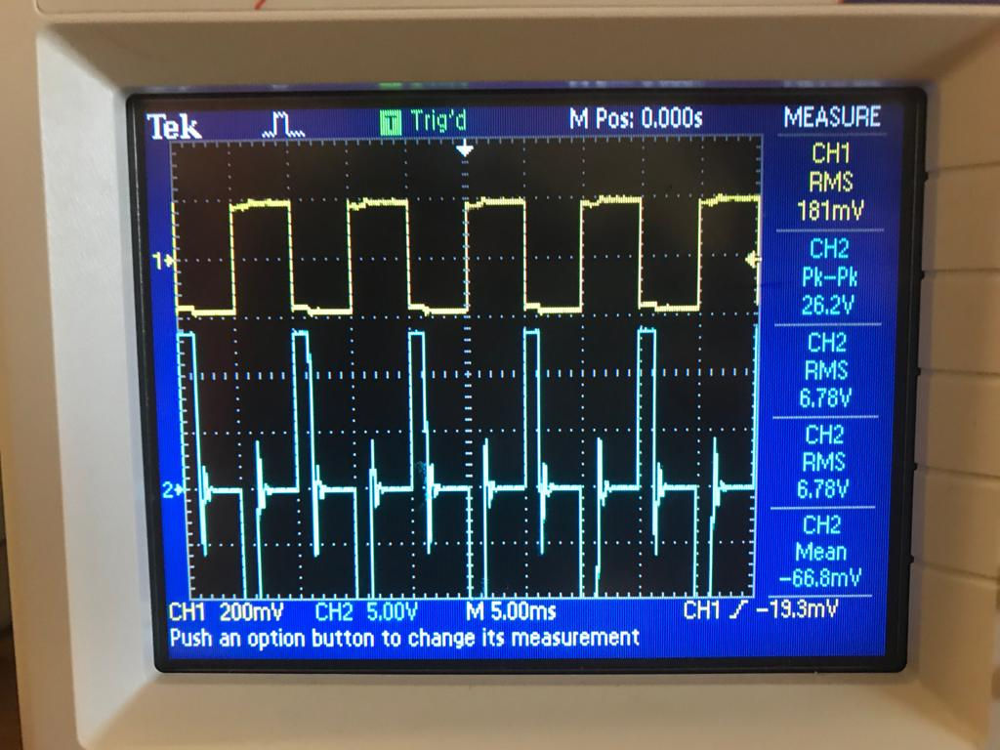 Tek Trig'd M Pos: 0.000s MEASURE
CH1
RMS
181mV
CH2
Pk-Pk
26.2V
CH2
RMS
6.78V
CH2
RMS
6.78V
CH2
Mean
-66.8mV
1
2
CH1 200mV CH2 5.00V M 5.00ms CH1 -19.3mV
Push an option button to change its measurement